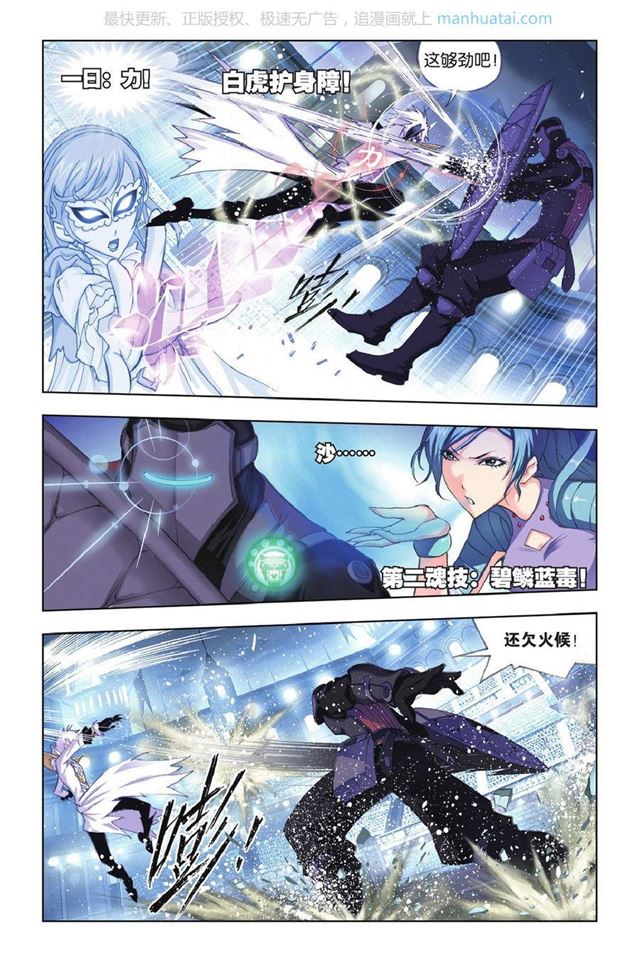 最快更新、正版授权、极速无广告，追漫画就上 manhuatai.com
一曰：力！
白虎护身障！
这够劲吧！
力
嘭！
沙……
第二魂技：碧鳞蓝毒！
还欠火候！
嘭！！